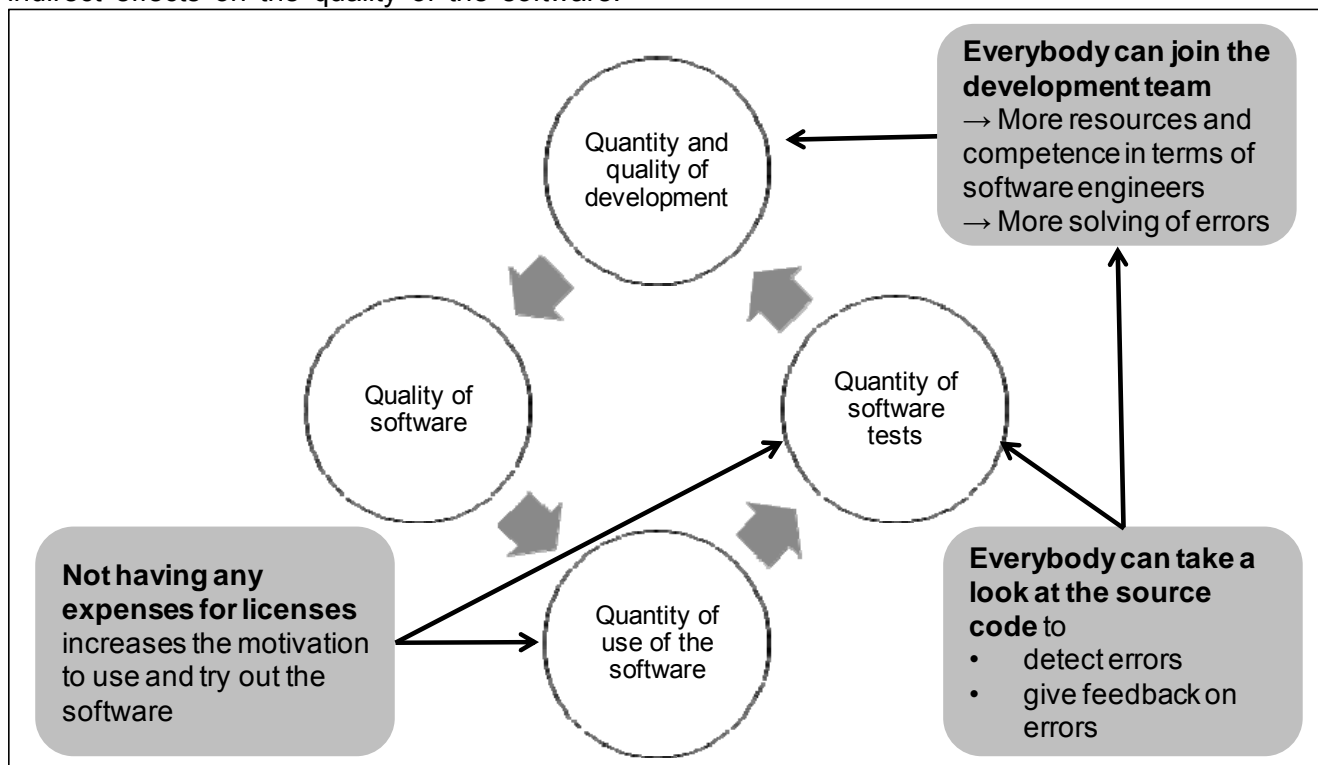 indirect effects on the quality of the software.
Everybody can join the
development team
→ More resources and
competence in terms of
software engineers
→ More solving of errors
Quantity and
quality of
development
Quality of
software
Quantity of
software
tests
Not having any
expenses for licenses
increases the motivation
to use and try out the
software
Quantity of
use of the
software
Everybody can take a
look at the source
code to
• detect errors
• give feedback on
errors